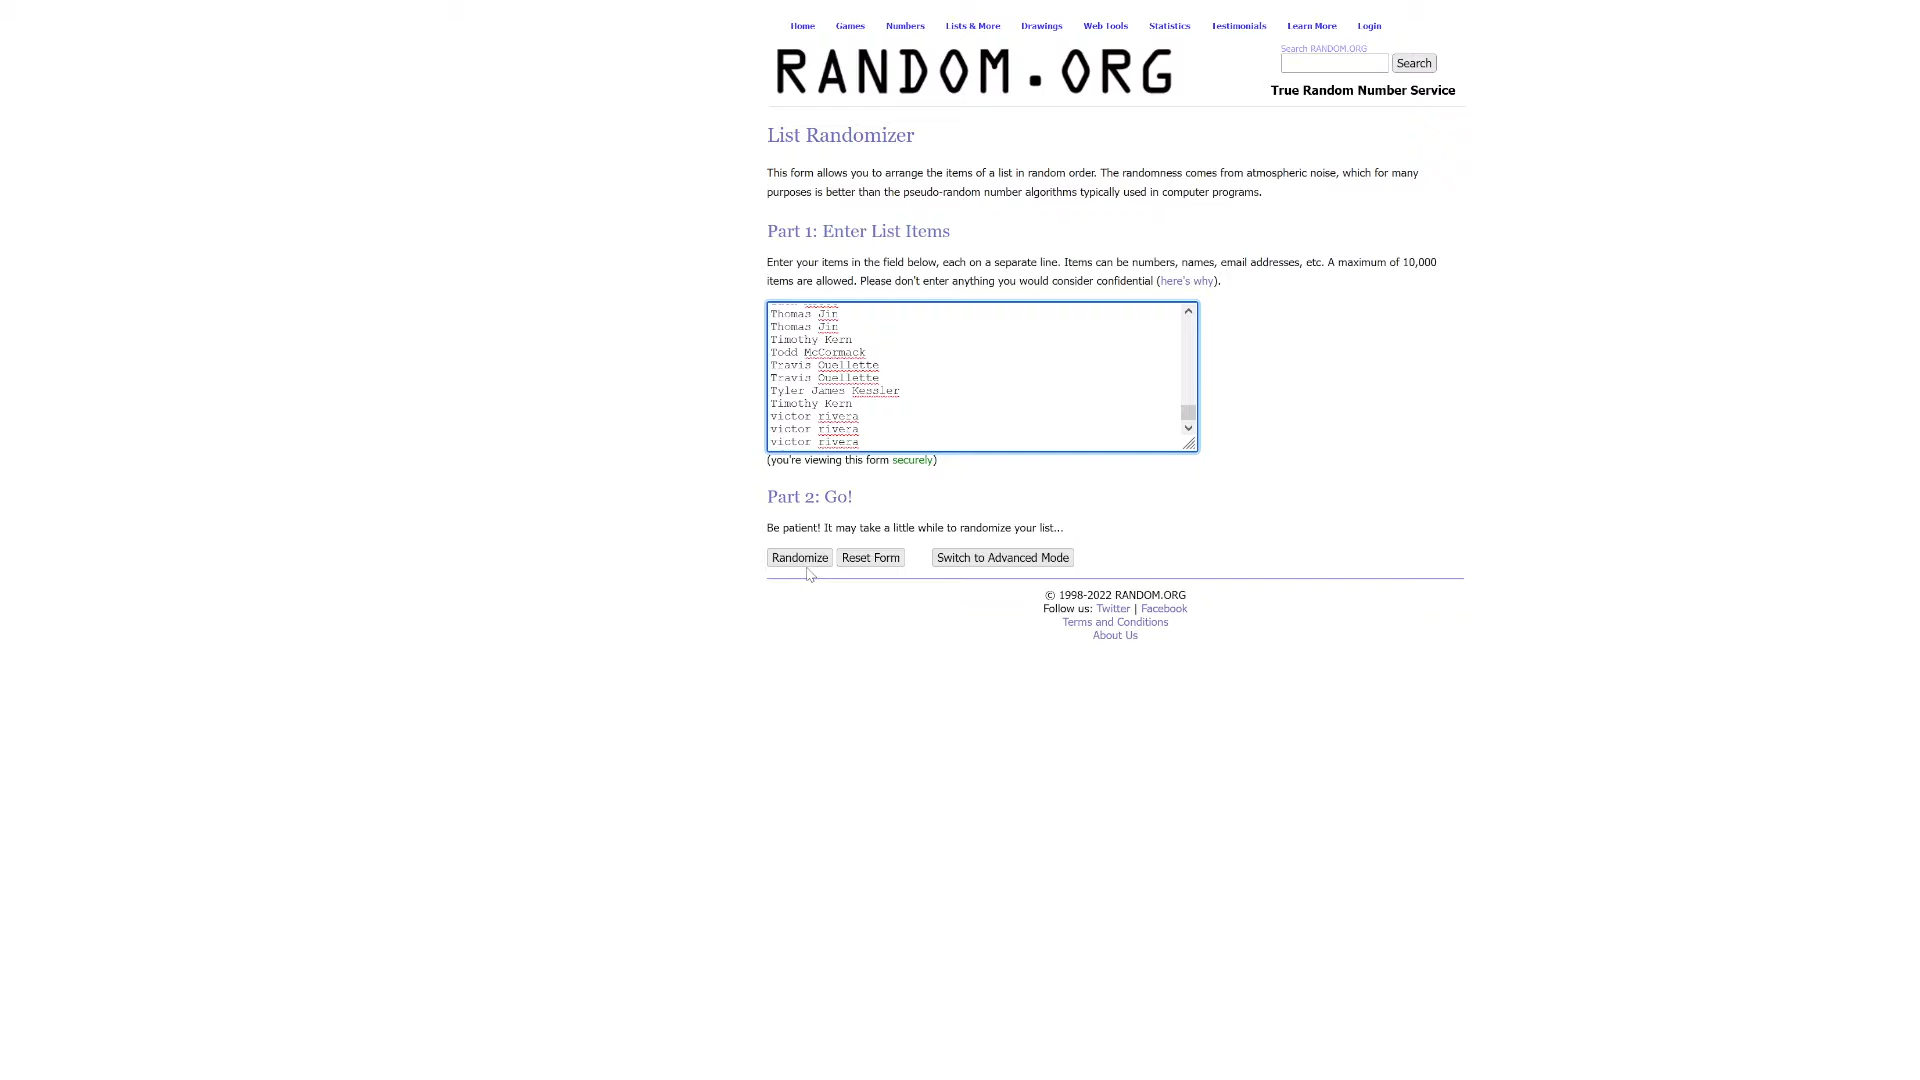 Home Games Numbers Lists & More Drawings Web Tools Statistics Testimonials Learn More Login
RANDOM.ORG
Search RANDOM.ORG
Search
True Random Number Service
List Randomizer
This form allows you to arrange the items of a list in random order. The randomness comes from atmospheric noise, which for many
purposes is better than the pseudo-random number algorithms typically used in computer programs.
Part 1: Enter List Items
Enter your items in the field below, each on a separate line. Items can be numbers, names, email addresses, etc. A maximum of 10,000
items are allowed. Please don't enter anything you would consider confidential (here's why).
Thomas Jin
Thomas Jin
Timothy Kern
Todd McCormack
Travis Ouellette
Travis Ouellette
Tyler James Kessler
Timothy Kern
victor rivera
victor rivera
victor rivera
(you're viewing this form securely)
Part 2: Go!
Be patient! It may take a little while to randomize your list...
Randomize Reset Form Switch to Advanced Mode
© 1998-2022 RANDOM.ORG
Follow us: Twitter | Facebook
Terms and Conditions
About Us